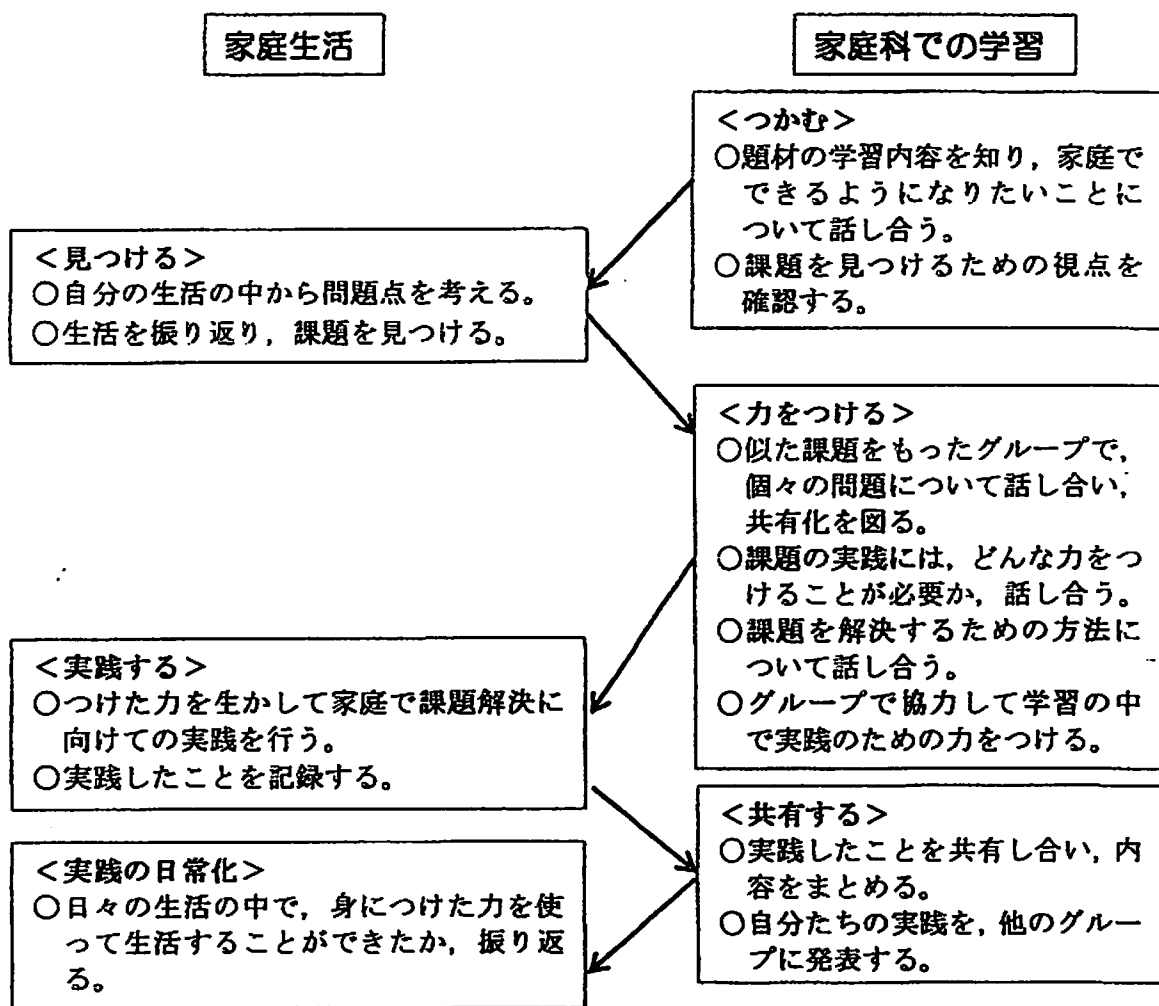 家庭生活
家庭科での学習
＜つかむ＞
○題材の学習内容を知り，家庭で
できるようになりたいことに
ついて話し合う。
○課題を見つけるための視点を
確認する。
＜見つける＞
○自分の生活の中から問題点を考える。
○生活を振り返り，課題を見つける。
＜力をつける＞
○似た課題をもったグループで，
個々の問題について話し合い，
共有化を図る。
○課題の実践には，どんな力をつ
けることが必要か，話し合う。
○課題を解決するための方法に
ついて話し合う。
○グループで協力して学習の中
で実践のための力をつける。
＜実践する＞
○つけた力を生かして家庭で課題解決に
向けての実践を行う。
○実践したことを記録する。
＜共有する＞
○実践したことを共有し合い，内
容をまとめる。
○自分たちの実践を，他のグルー
プに発表する。
＜実践の日常化＞
○日々の生活の中で，身につけた力を使
って生活することができたか，振り返
る。